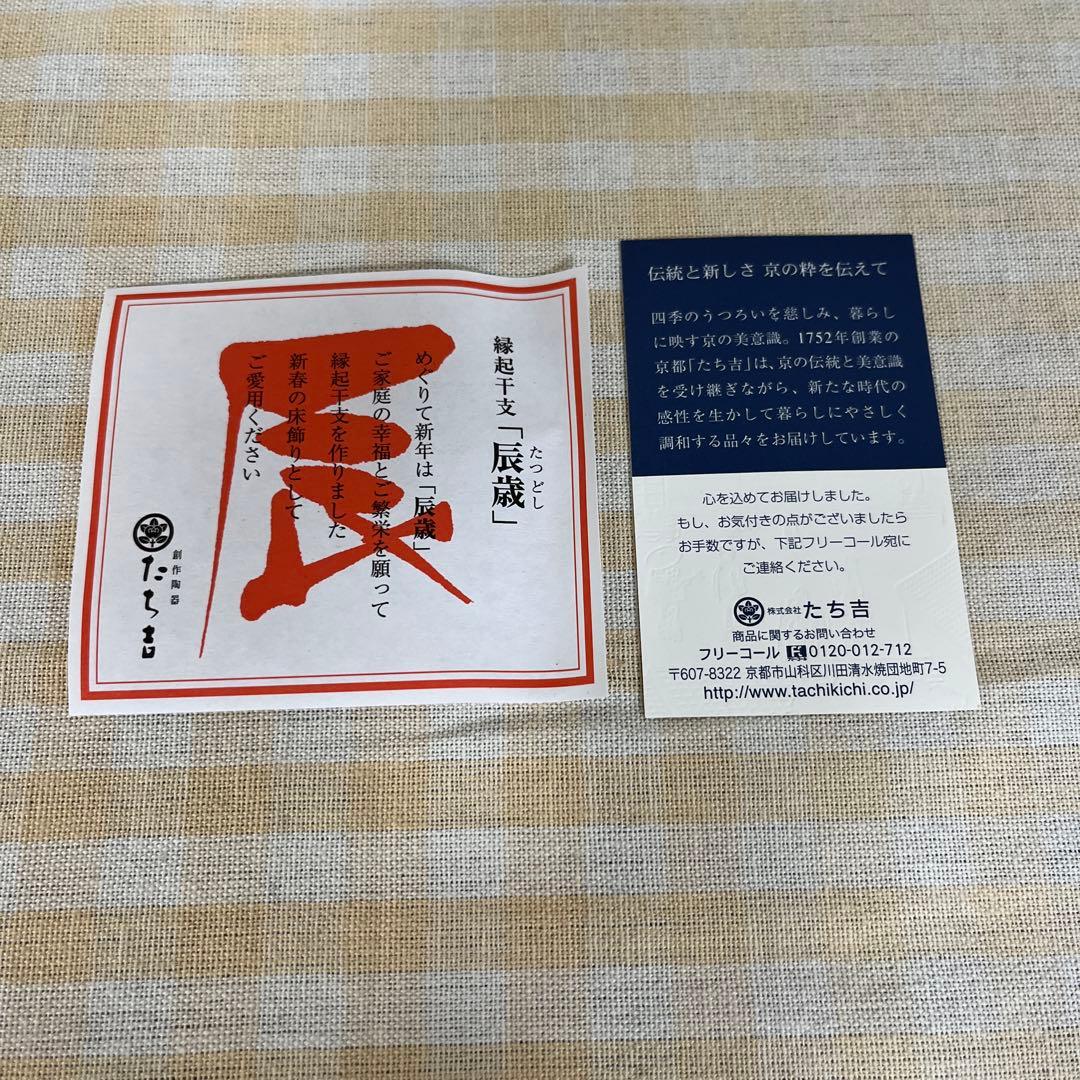 縁起干支「辰歳」
たつどし
めぐりて新年は「辰歳」
ご家庭の幸福とご繁栄を願って
縁起干支を作りました
新春の床飾りとして
ご愛用ください
辰
創作陶器
たち吉
伝統と新しさ 京の粋を伝えて
四季のうつろいを慈しみ、暮らし
に映す京の美意識。1752年創業の
京都「たち吉」は、京の伝統と美意識
を受け継ぎながら、新たな時代の
感性を生かして暮らしにやさしく
調和する品々をお届けしています。
心を込めてお届けしました。
もし、お気付きの点がございましたら
お手数ですが、下記フリーコール宛に
ご連絡ください。
株式会社 たち吉
商品に関するお問い合わせ
フリーコール 0120-012-712
〒607-8322 京都市山科区川田清水焼団地町7-5
http://www.tachikichi.co.jp/